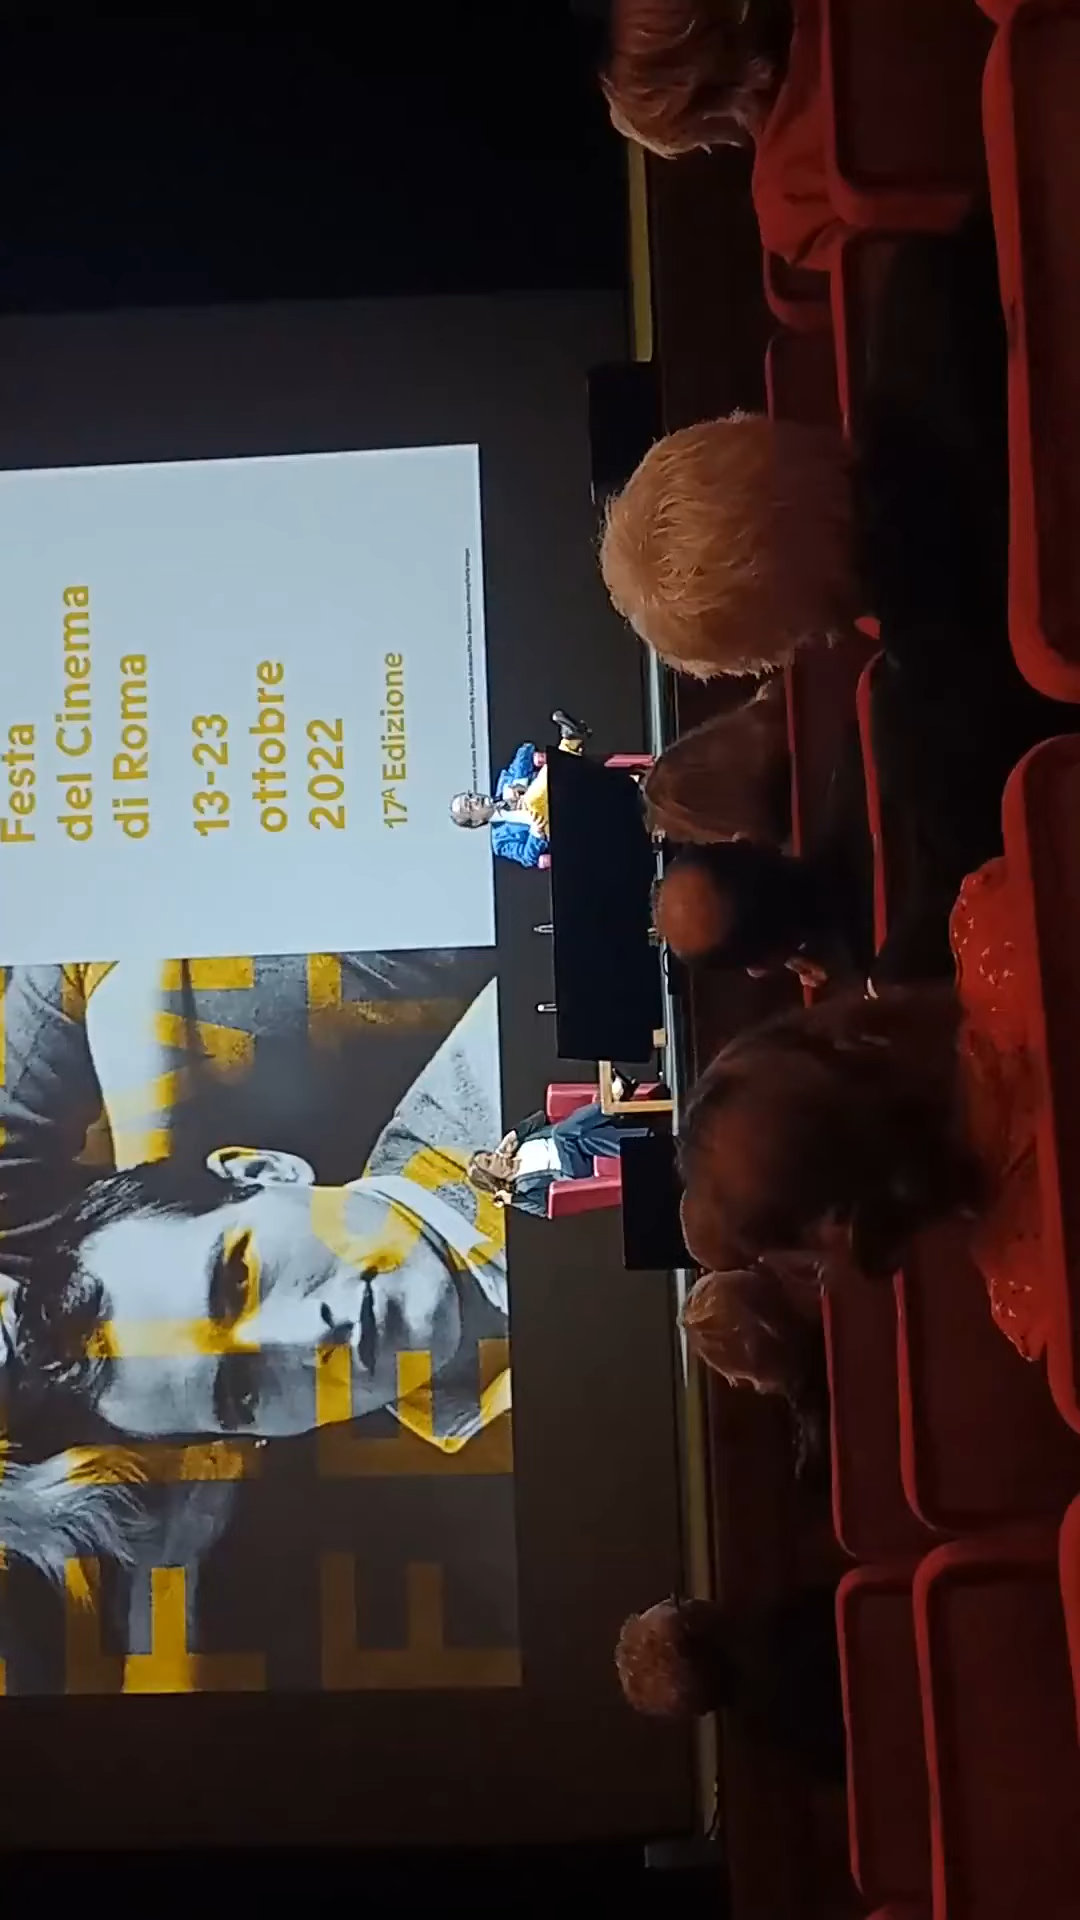 Festa
del Cinema
di Roma
13-23
ottobre
2022
17ᴬ Edizione